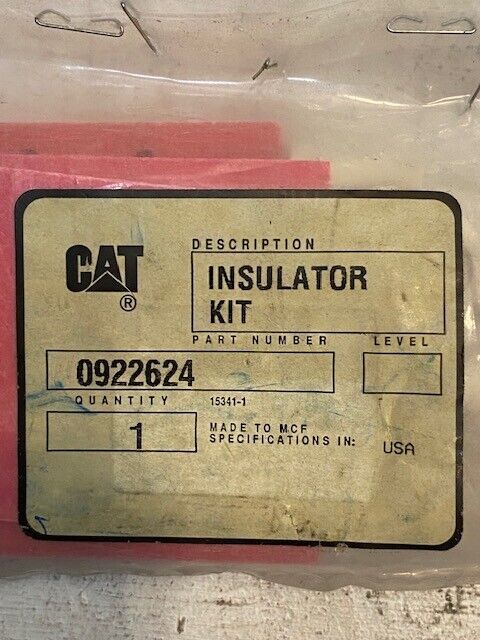 CAT
®
DESCRIPTION
INSULATOR
KIT
PART NUMBER LEVEL
0922624
QUANTITY 15341-1
1
MADE TO MCF
SPECIFICATIONS IN: USA